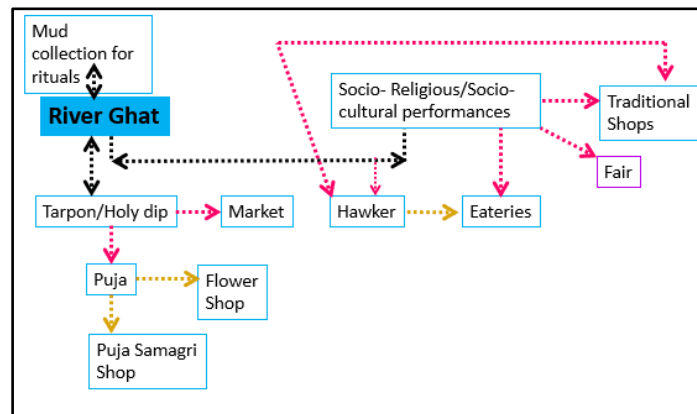 Mud
collection for
rituals
River Ghat
Socio- Religious/Socio-
cultural performances
Traditional
Shops
Fair
Tarpon/Holy dip
Market
Hawker
Eateries
Puja
Flower
Shop
Puja Samagri
Shop